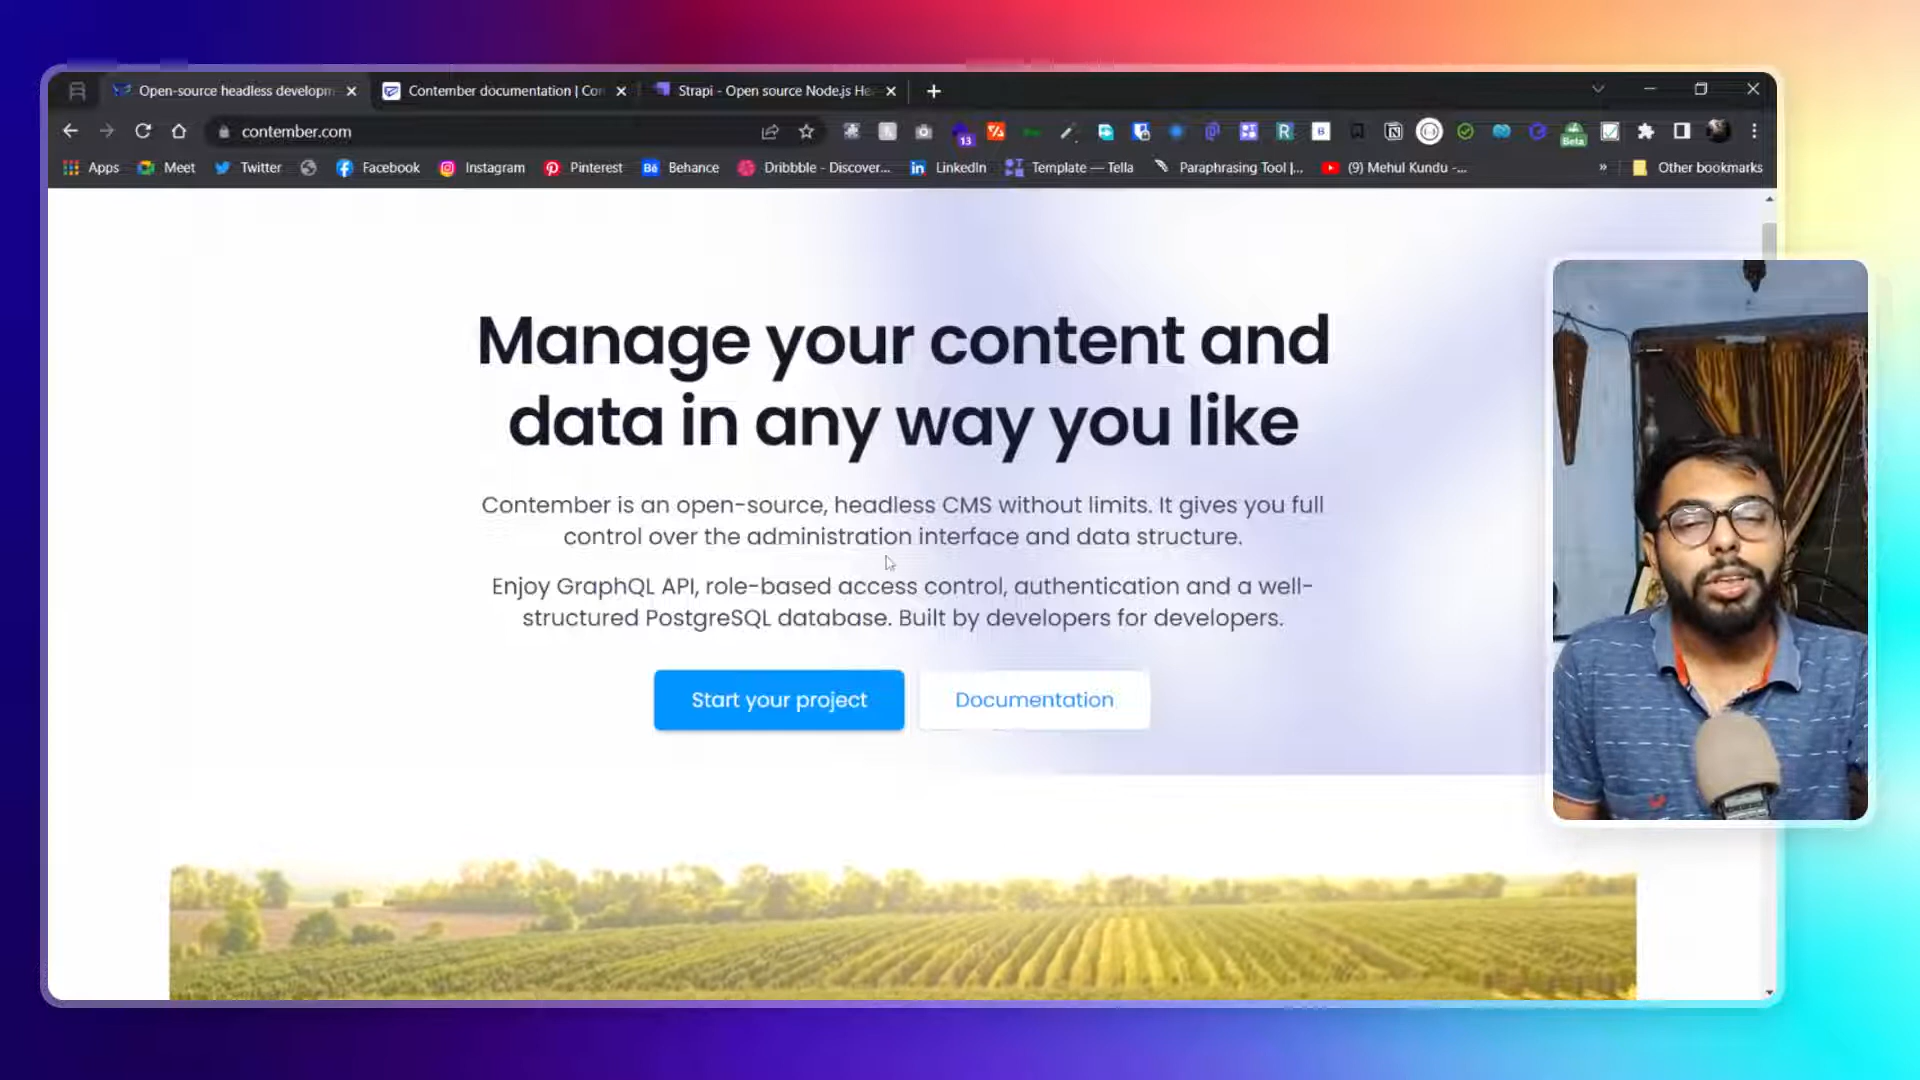 Open-source headless developm
Contember documentation | Con
Strapi - Open source Node.js He
contember.com
13
R
B
Beta
Apps
Meet
Twitter
Facebook
Instagram
Pinterest
Bē
Behance
Dribbble - Discover...
in
LinkedIn
Template — Tella
Paraphrasing Tool |...
(9) Mehul Kundu -...
»
Other bookmarks
Manage your content and
data in any way you like
Contember is an open-source, headless CMS without limits. It gives you full
control over the administration interface and data structure.
Enjoy GraphQL API, role-based access control, authentication and a well-
structured PostgreSQL database. Built by developers for developers.
Start your project
Documentation